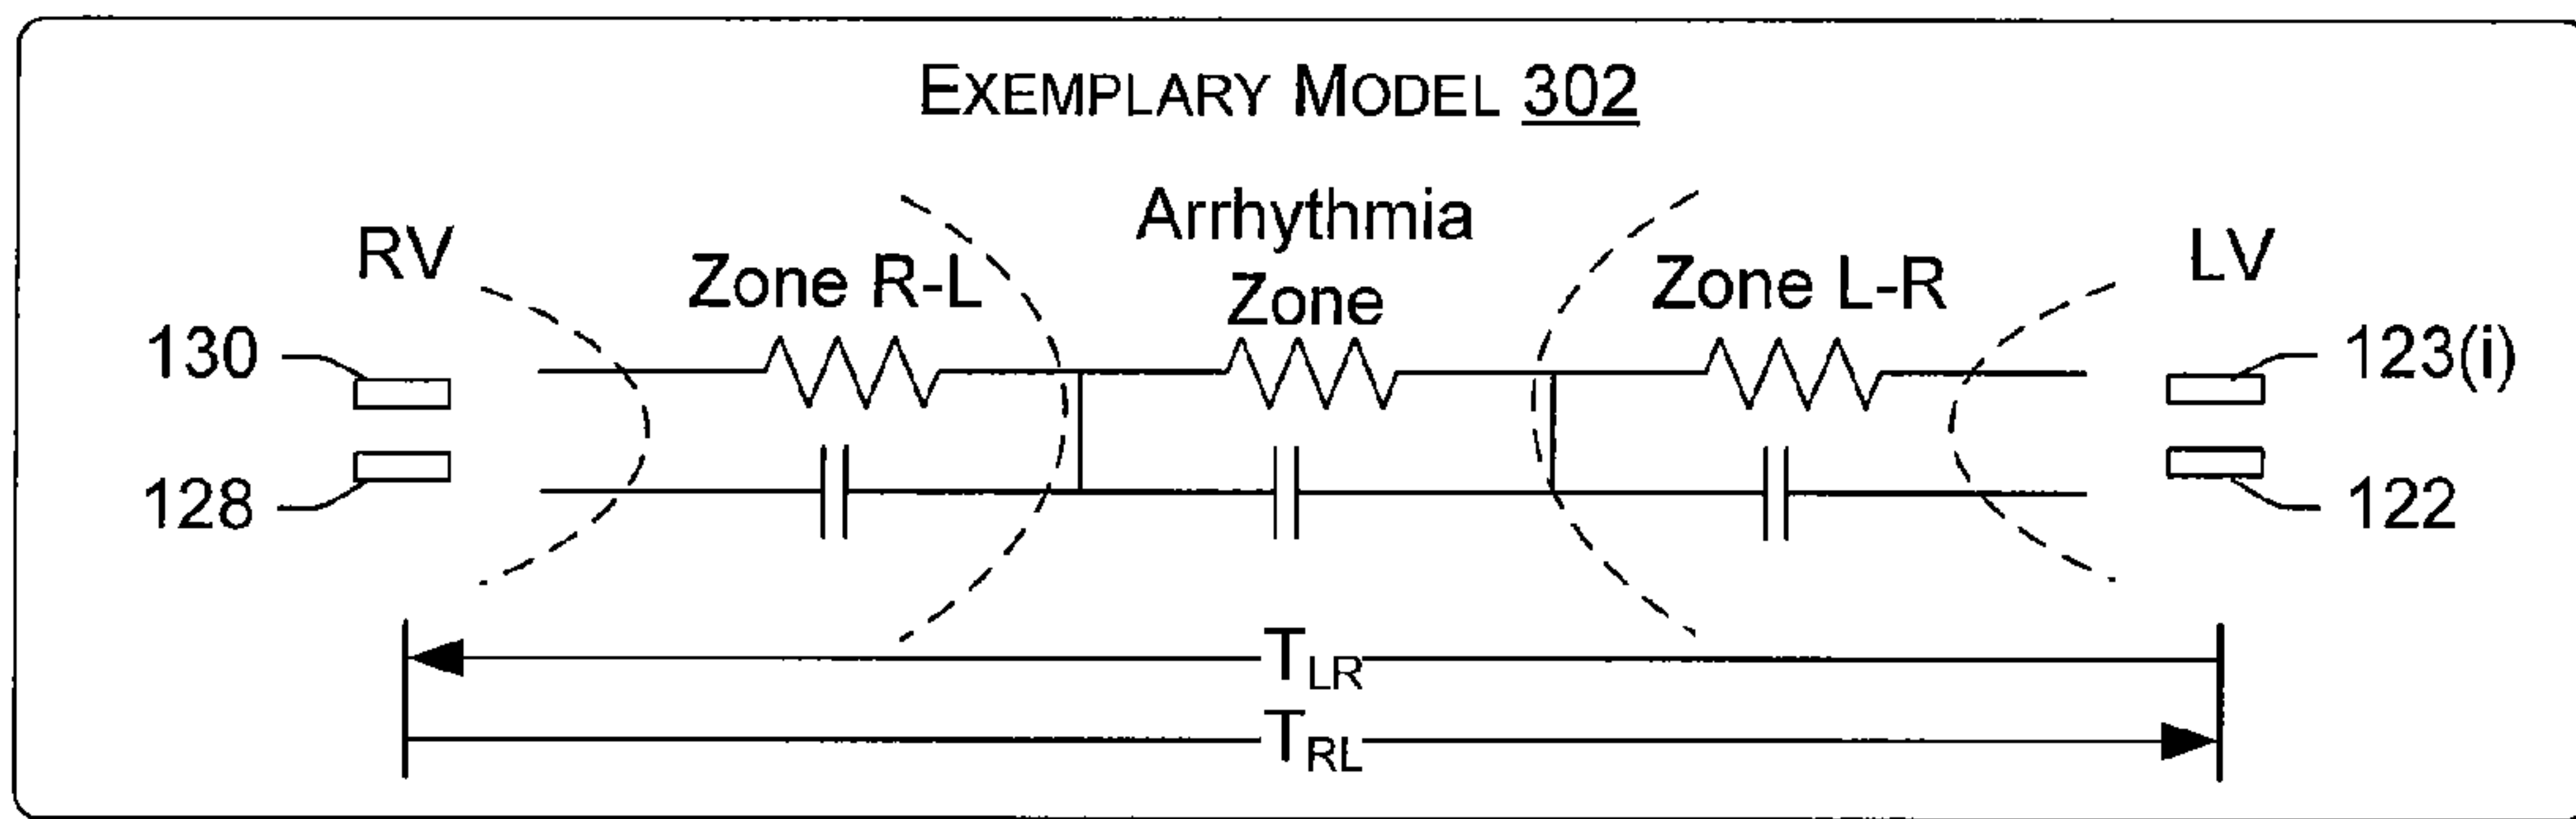 EXEMPLARY MODEL 302
Arrhythmia
Zone
RV
Zone R-L
Zone L-R
LV
130
128
123(i)
122
TLR
TRL